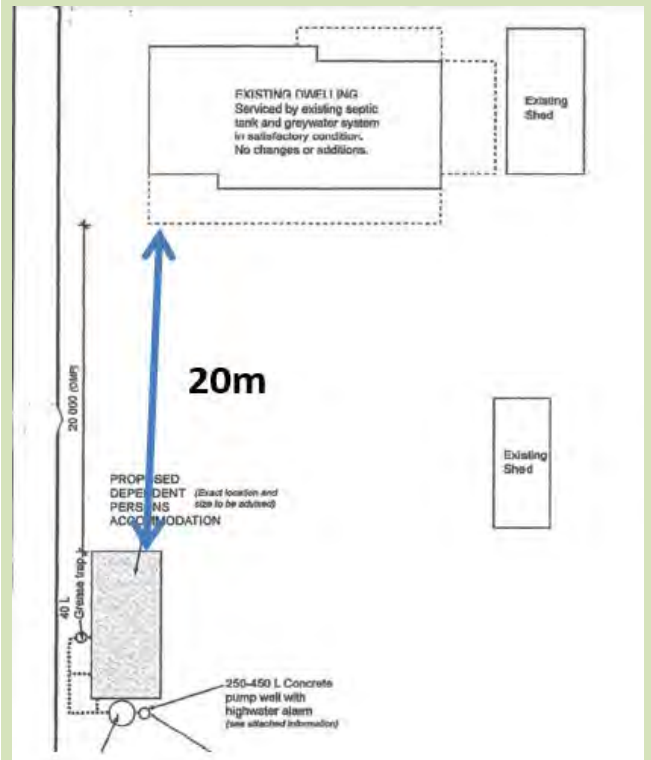 EXISTING DWELLING
Serviced by existing septic
tank and greywater system
in satisfactory condition.
No changes or additions.
Existing
Shed
20m
20 000 (DMP)
PROPOSED
DEPENDENT
PERSONS
ACCOMMODATION
(Exact location and
size to be advised)
Existing
Shed
40 L
Grease trap
250-450 L Concrete
pump well with
highwater alarm
(see attached information)